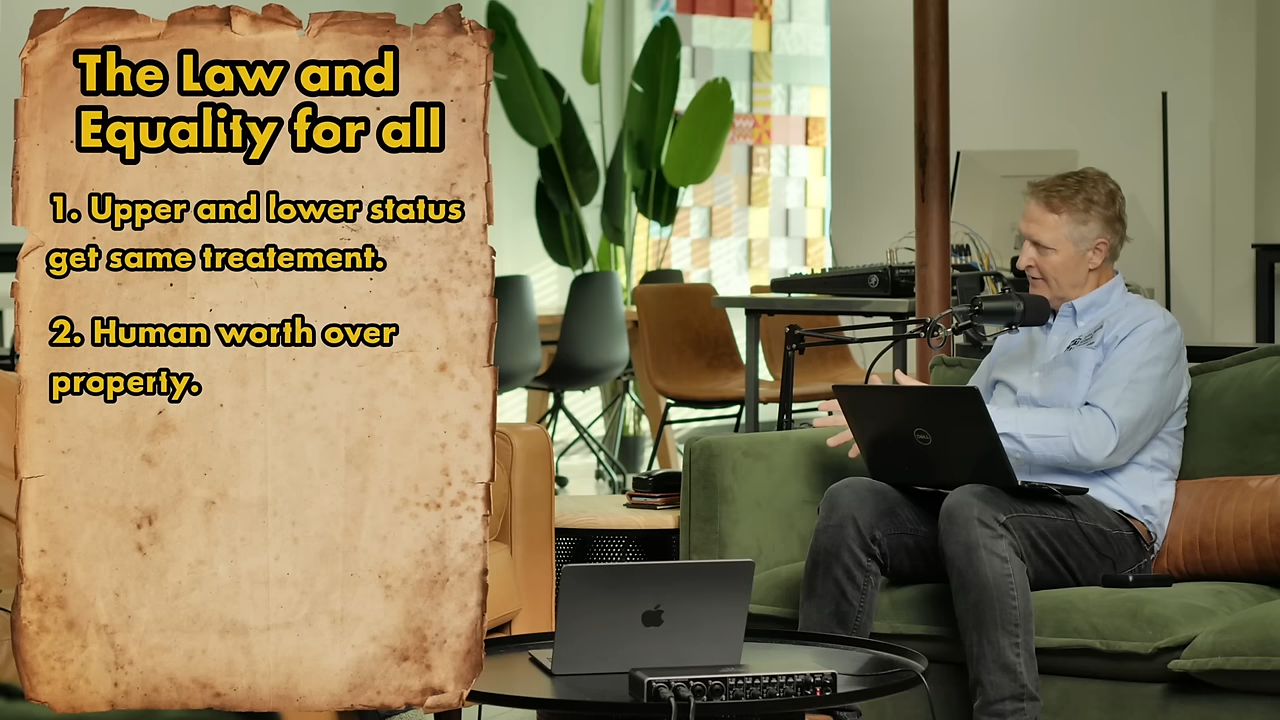 The Law and
Equality for all
1. Upper and lower status
get same treatement.
2. Human worth over
property.
DELL